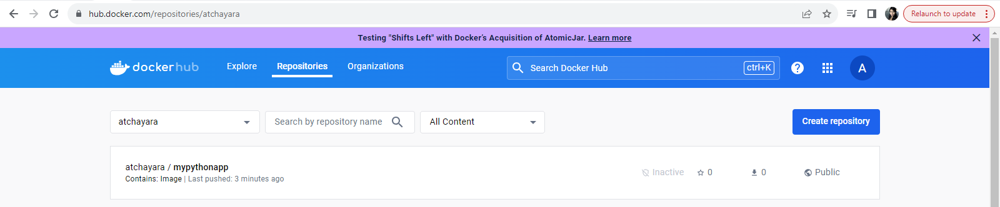 hub.docker.com/repositories/atchayara
Relaunch to update
Testing "Shifts Left" with Docker's Acquisition of AtomicJar. Learn more
dockerhub
Explore
Repositories
Organizations
Search Docker Hub
ctrl+K
?
A
atchayara
Search by repository name
All Content
Create repository
atchayara / mypythonapp
Contains: Image | Last pushed: 3 minutes ago
Inactive
0
0
Public